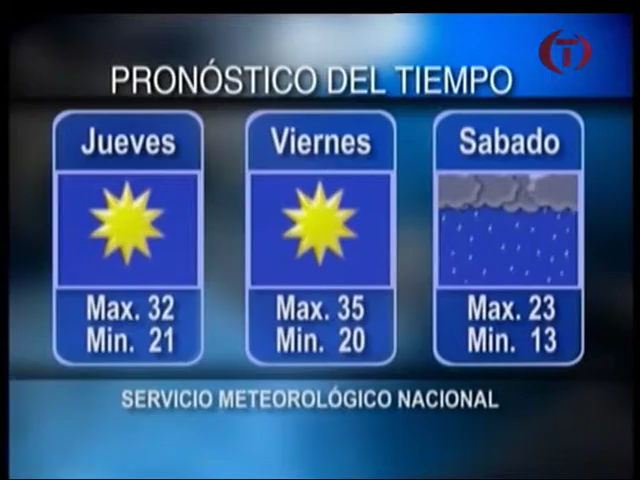 T
PRONÓSTICO DEL TIEMPO
Jueves
Max. 32
Min. 21
Viernes
Max. 35
Min. 20
Sabado
Max. 23
Min. 13
SERVICIO METEOROLÓGICO NACIONAL